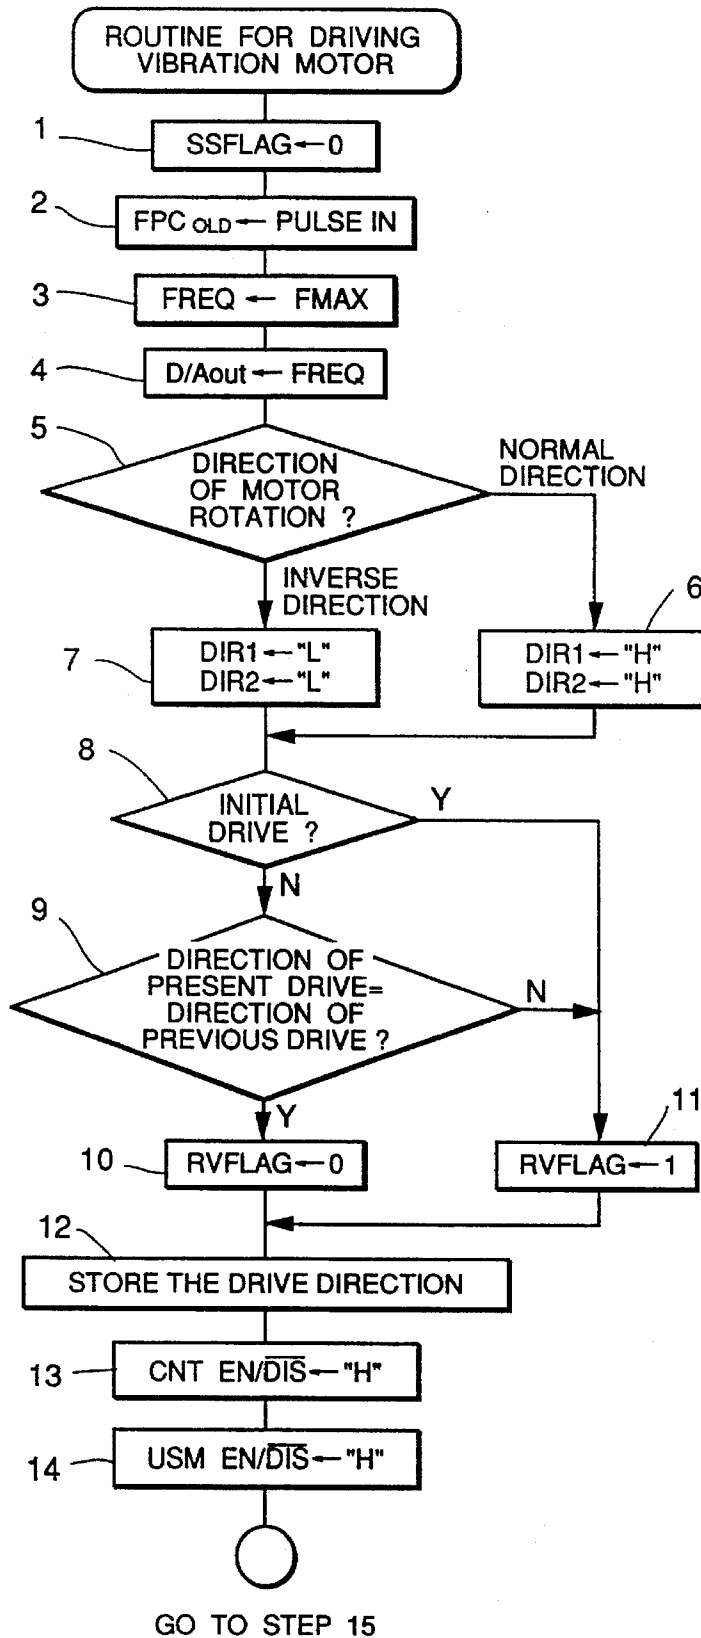 ROUTINE FOR DRIVING
VIBRATION MOTOR
1
SSFLAG←0
2
FPC OLD ← PULSE IN
3
FREQ ← FMAX
4
D/Aout ← FREQ
5
DIRECTION
OF MOTOR
ROTATION ?
NORMAL
DIRECTION
INVERSE
DIRECTION
6
DIR1←"H"
DIR2←"H"
7
DIR1←"L"
DIR2←"L"
8
INITIAL
DRIVE ?
Y
N
9
DIRECTION OF
PRESENT DRIVE=
DIRECTION OF
PREVIOUS DRIVE ?
N
Y
10
RVFLAG←0
11
RVFLAG←1
12
STORE THE DRIVE DIRECTION
13
CNT EN/D̅I̅S̅←"H"
14
USM EN/D̅I̅S̅←"H"
GO TO STEP 15